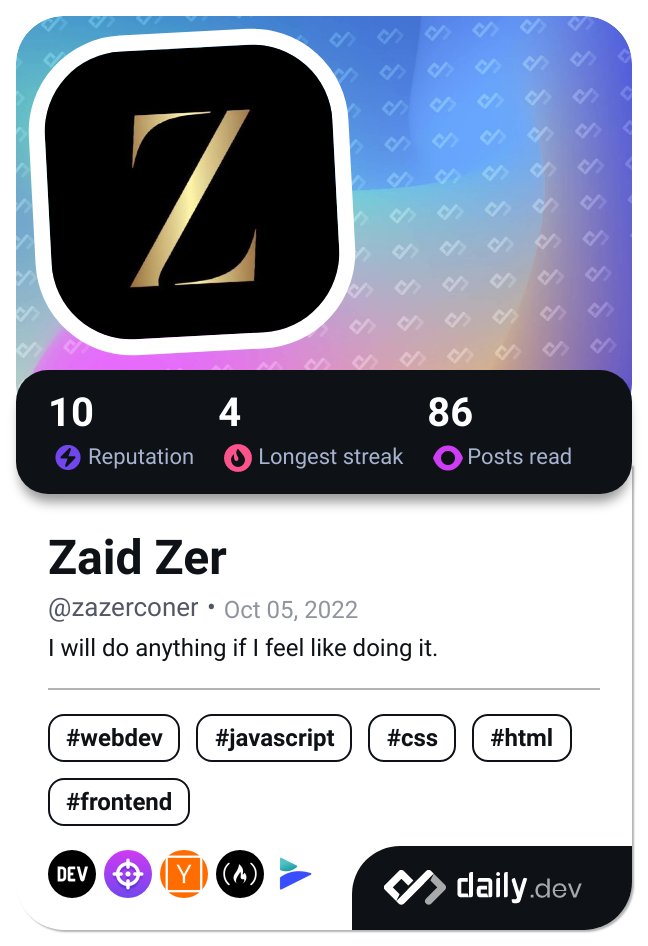 Z
10 4 86
Reputation Longest streak Posts read
Zaid Zer
@zazerconer • Oct 05, 2022
I will do anything if I feel like doing it.
#webdev #javascript #css #html
#frontend
DEV Y daily.dev